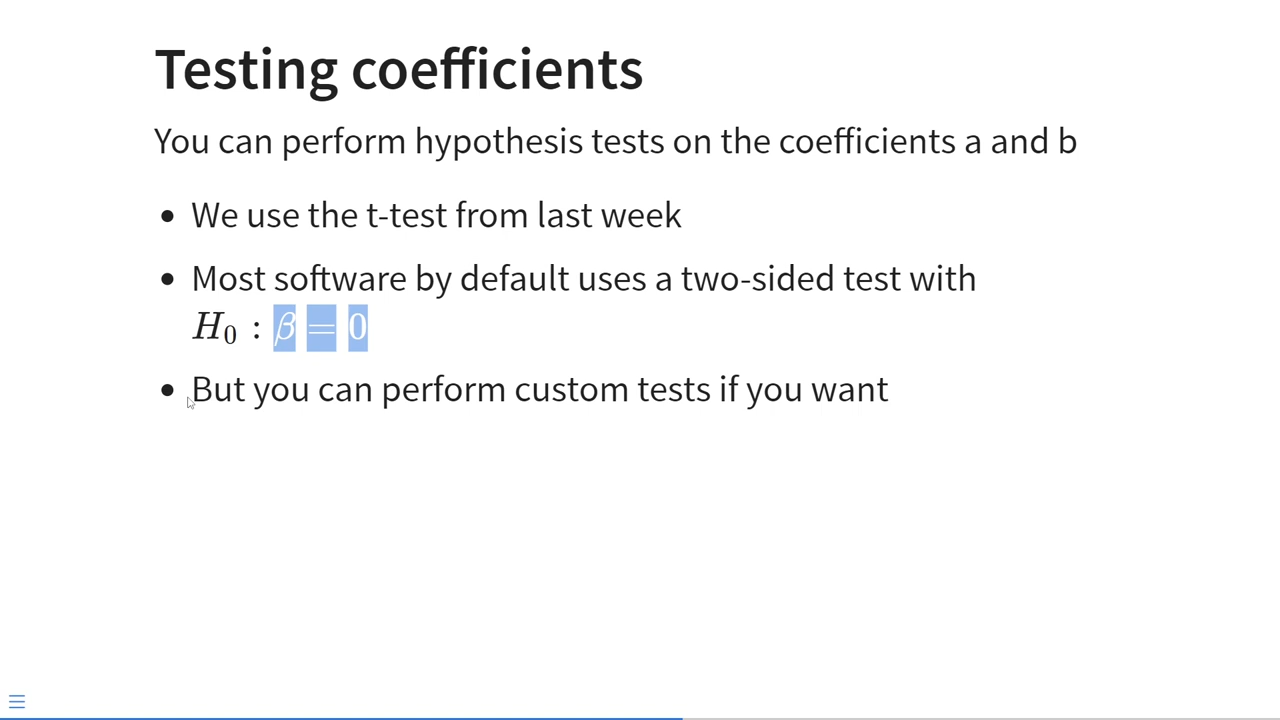 Testing coefficients
You can perform hypothesis tests on the coefficients a and b
• We use the t-test from last week
• Most software by default uses a two-sided test with
H₀ : β = 0
• But you can perform custom tests if you want